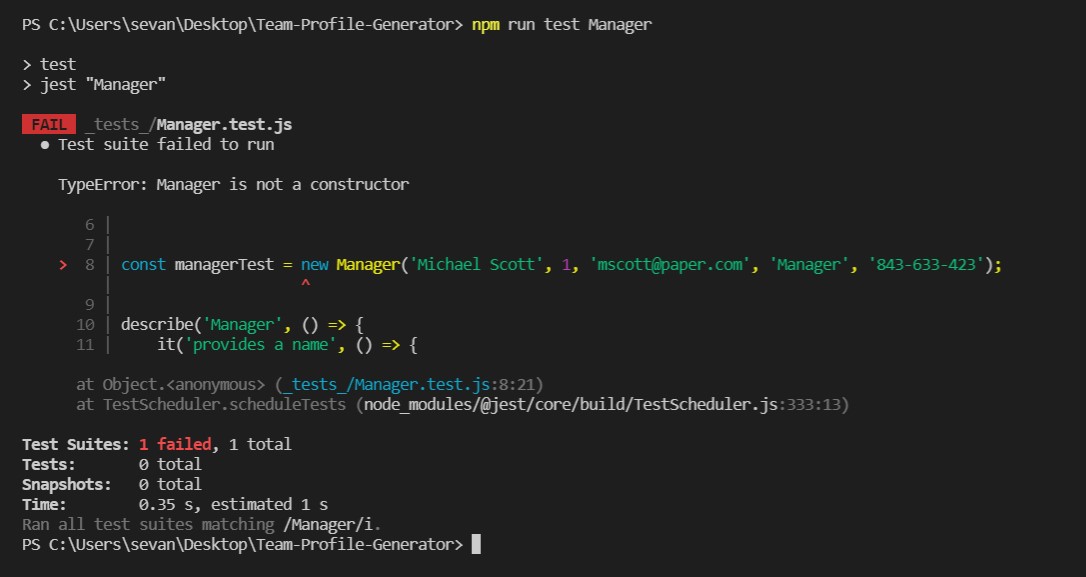 PS C:\Users\sevan\Desktop\Team-Profile-Generator> npm run test Manager
> test
> jest "Manager"
FAIL _tests_/Manager.test.js
● Test suite failed to run
TypeError: Manager is not a constructor
6 |
7 |
> 8 | const managerTest = new Manager('Michael Scott', 1, 'mscott@paper.com', 'Manager', '843-633-423');
| ^
9 |
10 | describe('Manager', () => {
11 | it('provides a name', () => {
at Object.<anonymous> (_tests_/Manager.test.js:8:21)
at TestScheduler.scheduleTests (node_modules/@jest/core/build/TestScheduler.js:333:13)
Test Suites: 1 failed, 1 total
Tests: 0 total
Snapshots: 0 total
Time: 0.35 s, estimated 1 s
Ran all test suites matching /Manager/i.
PS C:\Users\sevan\Desktop\Team-Profile-Generator>